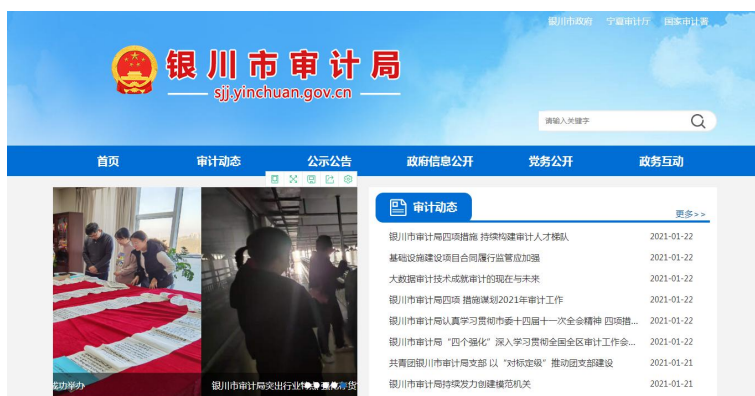 银川市政府 宁夏审计厅 国家审计署
银川市审计局
sjj.yinchuan.gov.cn
请输入关键字
首页 审计动态 公示公告 政府信息公开 党务公开 政务互动
审计动态
更多>>
银川市审计局四项措施 持续构建审计人才梯队 2021-01-22
基础设施建设项目合同履行监管应加强 2021-01-22
大数据审计技术成就审计的现在与未来 2021-01-22
银川市审计局四项 措施谋划2021年审计工作 2021-01-22
银川市审计局认真学习贯彻市委十四届十一次全会精神 四项措... 2021-01-22
银川市审计局“四个强化”深入学习贯彻全国全区审计工作会... 2021-01-22
共青团银川市审计局支部 以“对标定级”推动团支部建设 2021-01-21
银川市审计局持续发力创建模范机关 2021-01-21
成功举办
银川市审计局突出行业